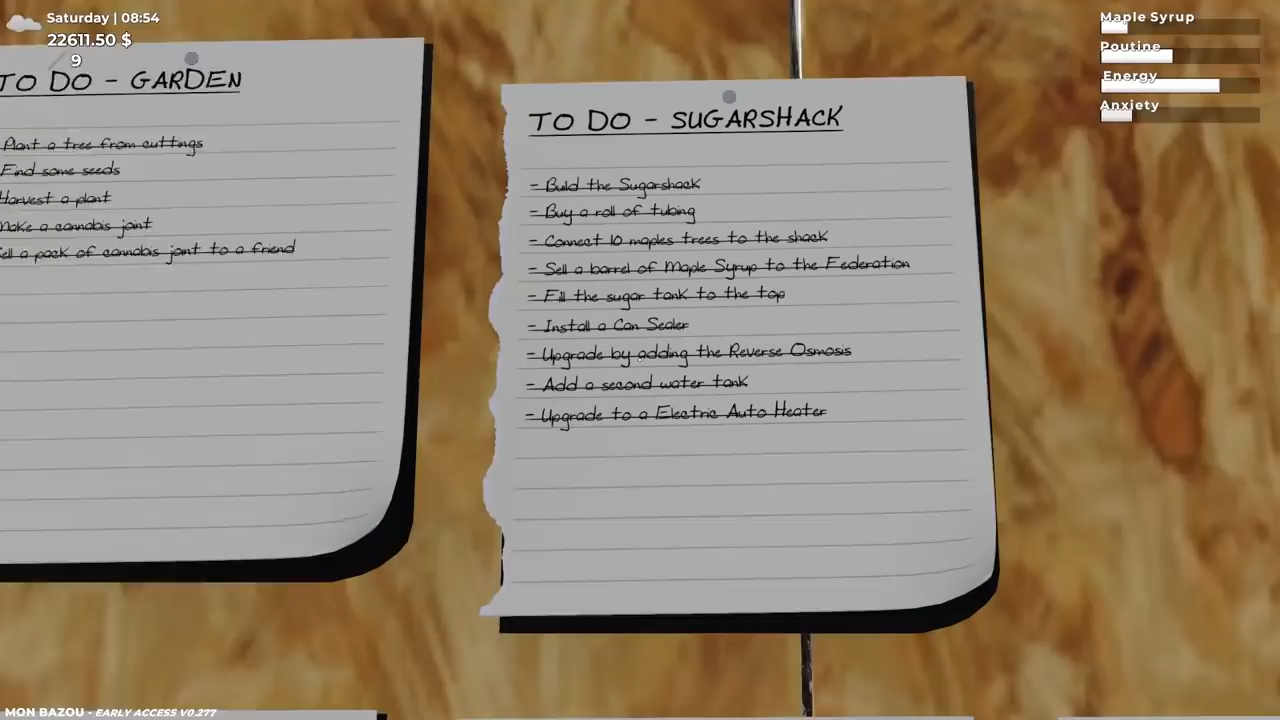 Saturday | 08:54
22611.50 $
9
TO DO - GARDEN
Plant a tree from cuttings
Find some seeds
Harvest a plant
Make a cannabis joint
ell a pack of cannabis joint to a friend
TO DO - SUGARSHACK
- Build the Sugarshack
- Buy a roll of tubing
- Connect 10 maples trees to the shack
- Sell a barrel of Maple Syrup to the Federation
- Fill the sugar tank to the top
- Install a Can Sealer
- Upgrade by adding the Reverse Osmosis
- Add a second water tank
- Upgrade to a Electric Auto Heater
Maple Syrup
Poutine
Energy
Anxiety
MON BAZOU - EARLY ACCESS V0.277